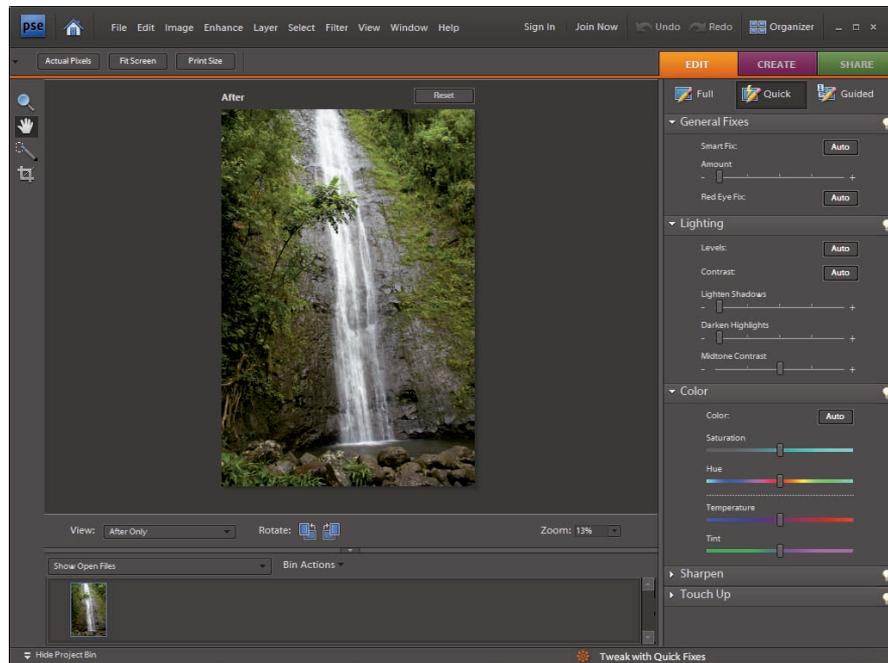 pse File Edit Image Enhance Layer Select Filter View Window Help Sign In Join Now Undo Redo Organizer
Actual Pixels Fit Screen Print Size EDIT CREATE SHARE
After Reset
Full Quick Guided
General Fixes
Smart Fix: Auto
Amount
- +
Red Eye Fix: Auto
Lighting
Levels: Auto
Contrast: Auto
Lighten Shadows
- +
Darken Highlights
- +
Midtone Contrast
- +
Color
Color: Auto
Saturation
Hue
Temperature
Tint
Sharpen
Touch Up
View: After Only Rotate: Zoom: 13%
Show Open Files Bin Actions
Hide Project Bin Tweak with Quick Fixes